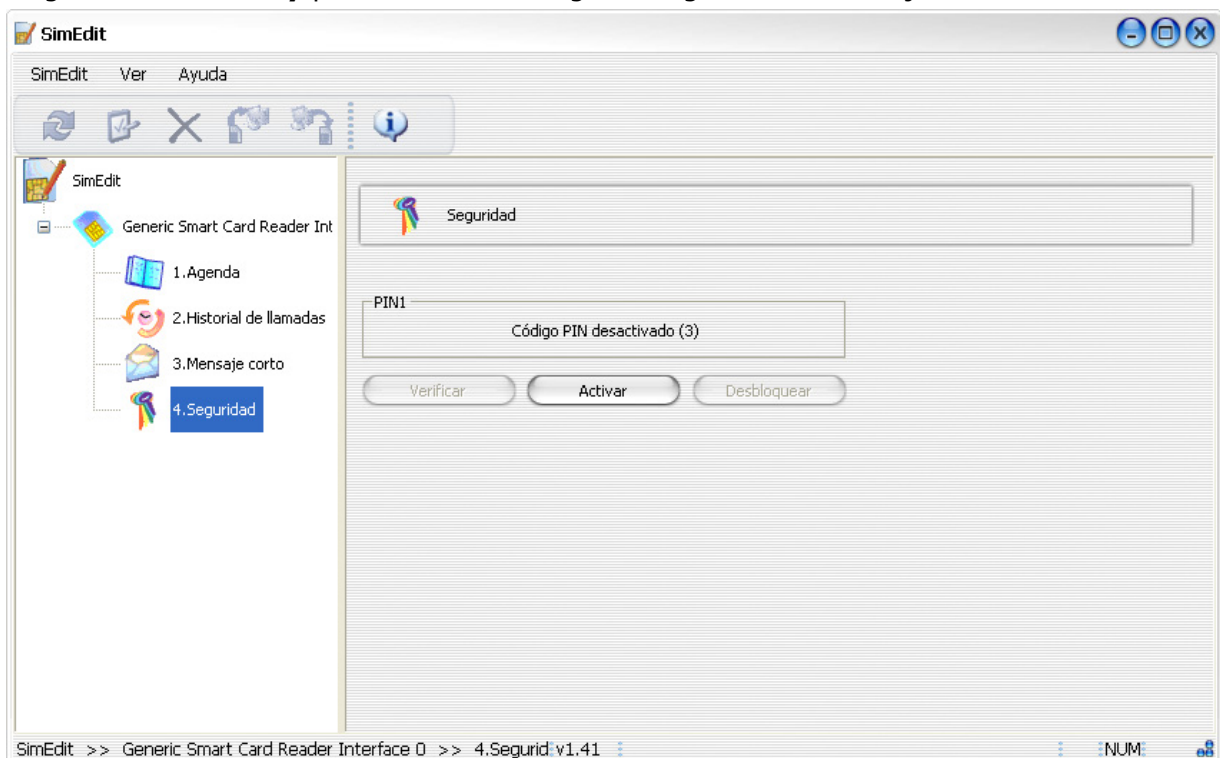 SimEdit
SimEdit Ver Ayuda
SimEdit
Generic Smart Card Reader Int
1.Agenda
2.Historial de llamadas
3.Mensaje corto
4.Seguridad
Seguridad
PIN1
Código PIN desactivado (3)
Verificar Activar Desbloquear
SimEdit >> Generic Smart Card Reader Interface 0 >> 4.Segurid v1.41 NUM